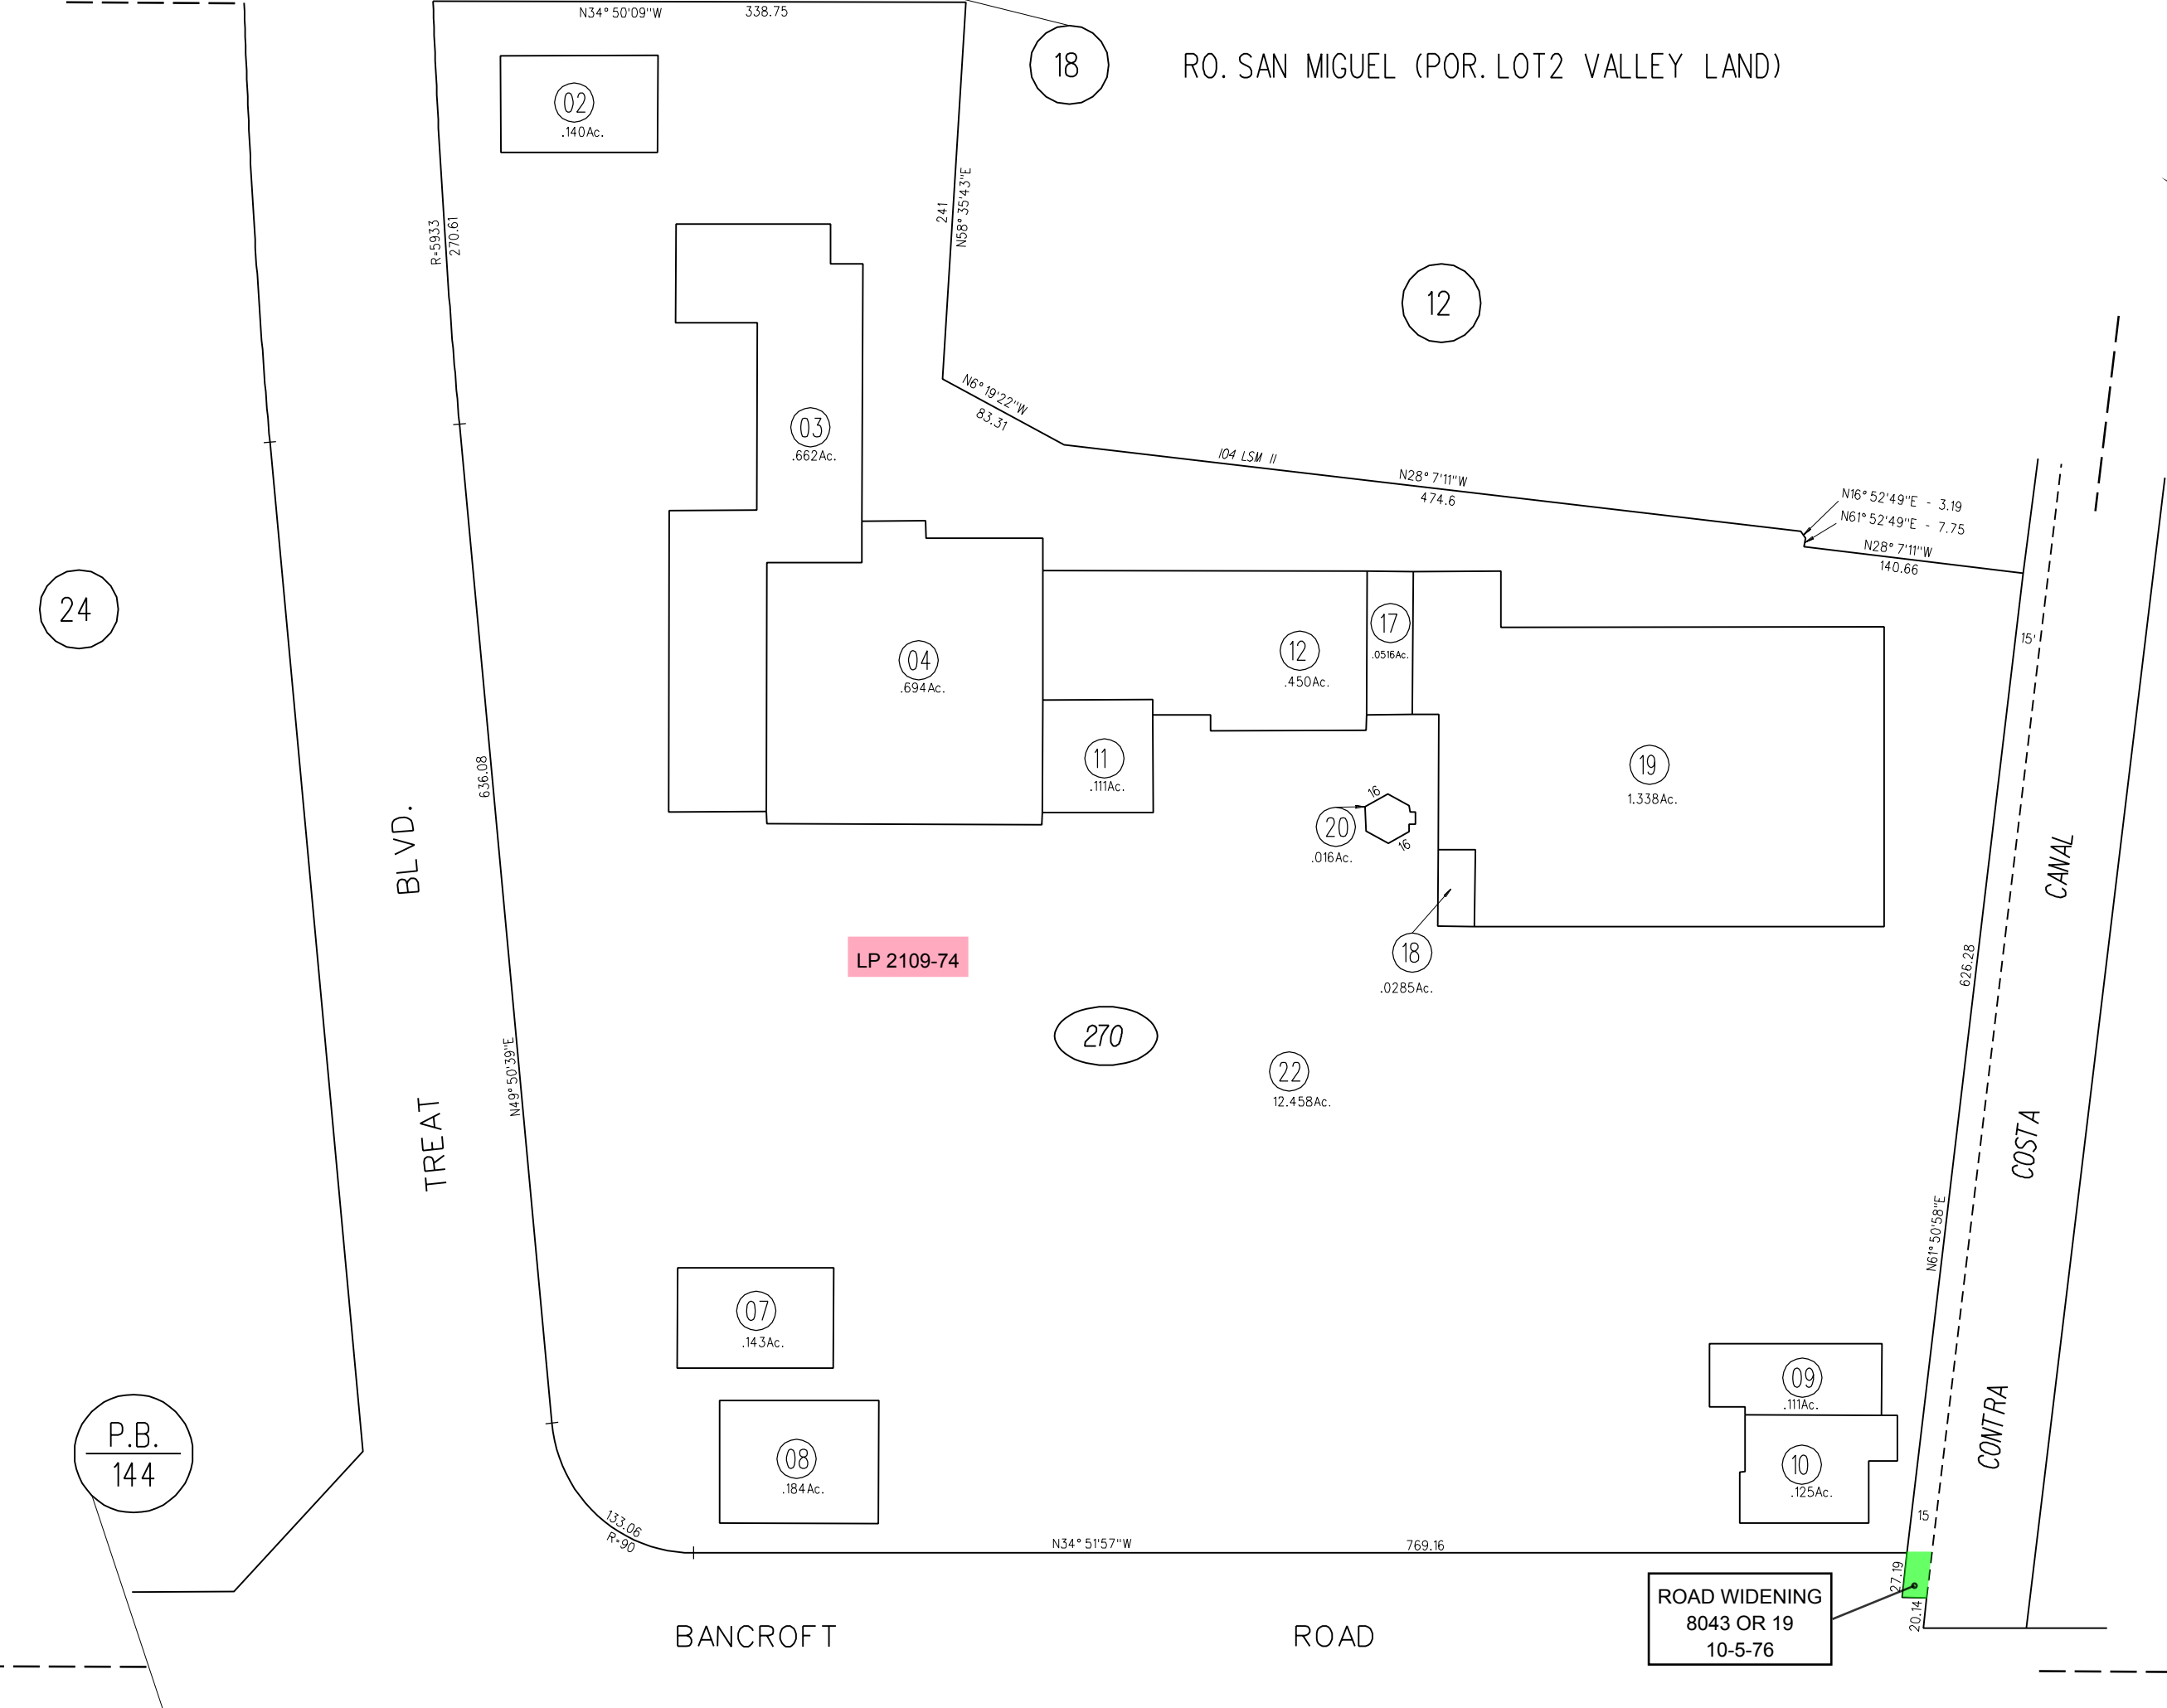 N34° 50'09"W 338.75
18
RO. SAN MIGUEL (POR. LOT2 VALLEY LAND)
02
.140Ac.
R=5933
270.61
241
N58° 35'43"E
12
N6° 19'22"W
83.31
03
.662Ac.
104 LSM 11
N28° 7'11"W
474.6
N16° 52'49"E - 3.19
N61° 52'49"E - 7.75
N28° 7'11"W
140.66
24
15'
04
.694Ac.
12
.450Ac.
17
.0516Ac.
11
.111Ac.
19
1.338Ac.
636.08
16
20
.016Ac.
16
TREAT BLVD.
LP 2109-74
18
.0285Ac.
270
22
12.458Ac.
626.28
N49° 50'39"E
CONTRA COSTA CANAL
N61° 50'58"E
07
.143Ac.
09
.111Ac.
P.B.
144
08
.184Ac.
10
.125Ac.
15
133.06
R=90
N34° 51'57"W 769.16
27.19
20.14
ROAD WIDENING
8043 OR 19
10-5-76
BANCROFT ROAD